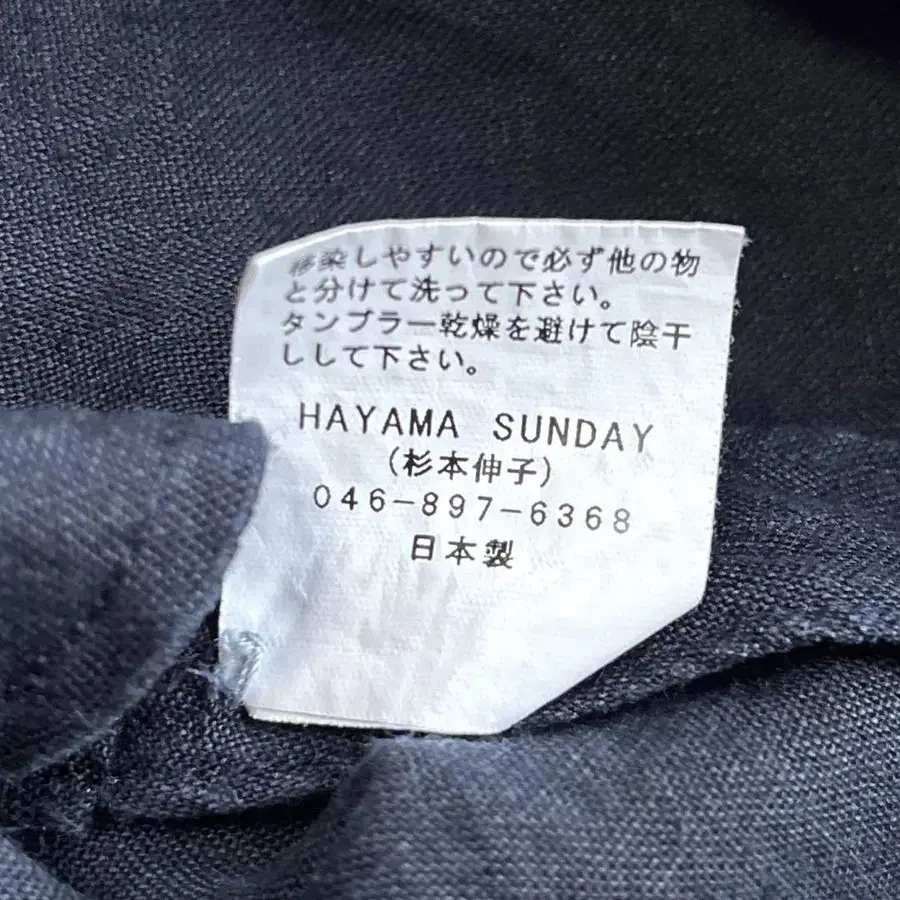 移染しやすいので必ず他の物
と分けて洗って下さい。
タンブラー乾燥を避けて陰干
しして下さい。
HAYAMA SUNDAY
(杉本伸子)
046-897-6368
日本製